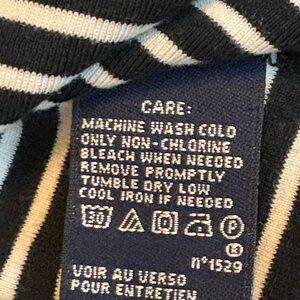 CARE:
MACHINE WASH COLD
ONLY NON-CHLORINE
BLEACH WHEN NEEDED
REMOVE PROMPTLY
TUMBLE DRY LOW
COOL IRON IF NEEDED
30 P
n°1529
VOIR AU VERSO
POUR ENTRETIEN